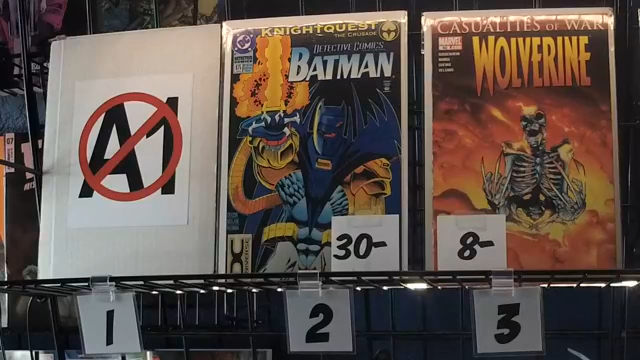 A1
KNIGHTQUEST
THE CRUSADE
DC
DETECTIVE COMICS
BATMAN
30-
CASUALTIES OF WAR
MARVEL
WOLVERINE
8-
1
2
3